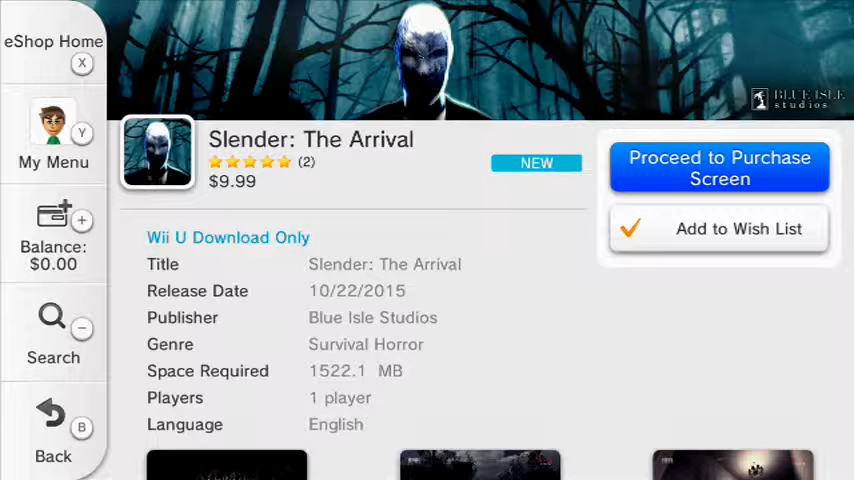 eShop Home
X
Y
My Menu
+
Balance:
$0.00
−
Search
B
Back
BLUE ISLE
studios
Slender: The Arrival
(2)
$9.99
NEW
Proceed to Purchase
Screen
Add to Wish List
Wii U Download Only
Title Slender: The Arrival
Release Date 10/22/2015
Publisher Blue Isle Studios
Genre Survival Horror
Space Required 1522.1 MB
Players 1 player
Language English